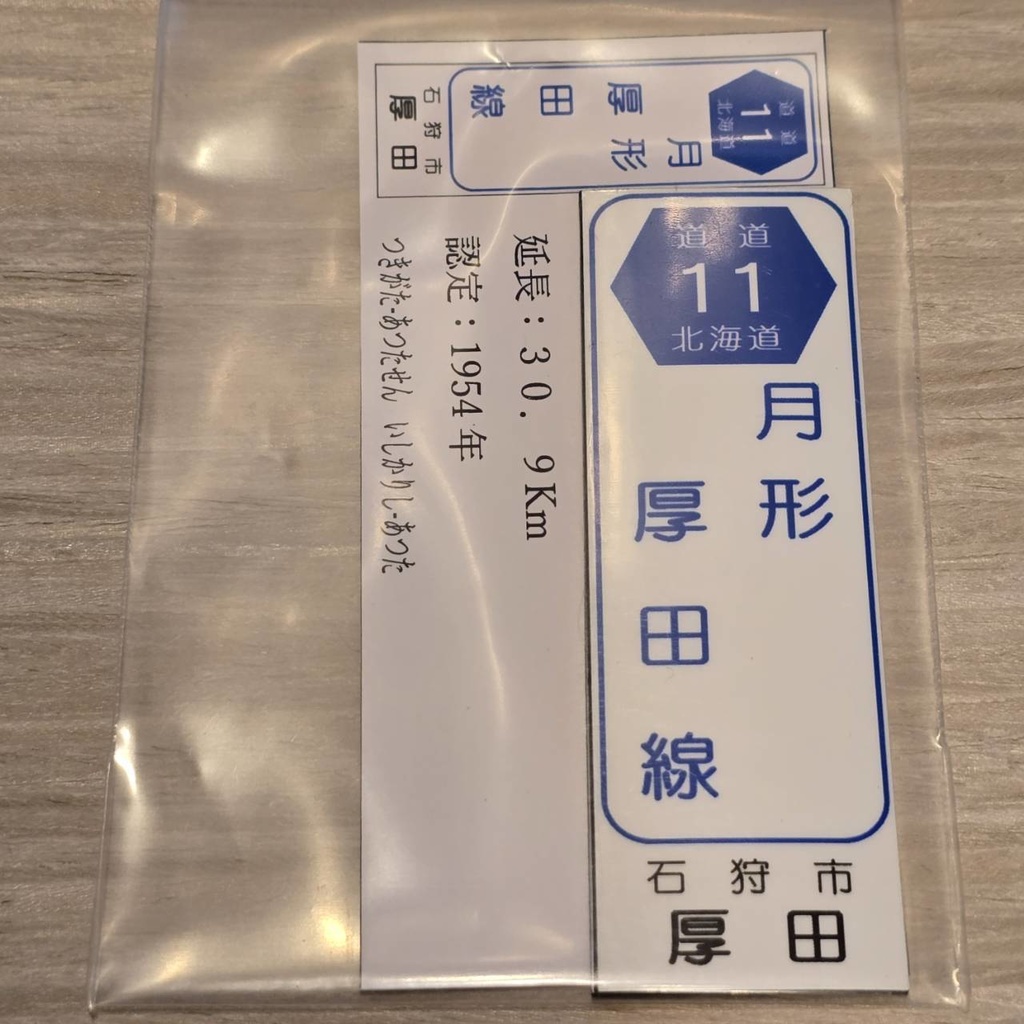 道道
11
北海道
月形
厚田線
石狩市
厚田
道道
11
北海道
月形
厚田線
石狩市
厚田
延長：30．9Km
認定：1954年
つきがた-あつたせん いしかりし-あつた